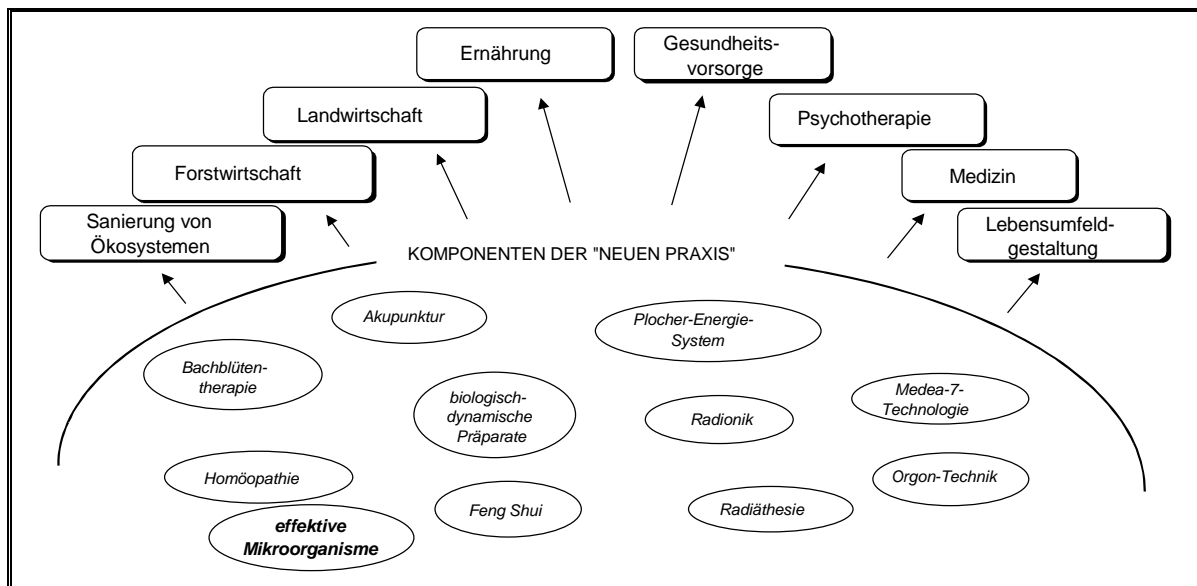 Ernährung
Gesundheits-
vorsorge
Landwirtschaft
Psychotherapie
Forstwirtschaft
Medizin
Sanierung von
Ökosystemen
Lebensumfeld-
gestaltung
KOMPONENTEN DER "NEUEN PRAXIS"
Akupunktur
Plocher-Energie-
System
Bachblüten-
therapie
biologisch-
dynamische
Präparate
Radionik
Medea-7-
Technologie
Homöopathie
Orgon-Technik
Feng Shui
Radiäthesie
effektive
Mikroorganisme